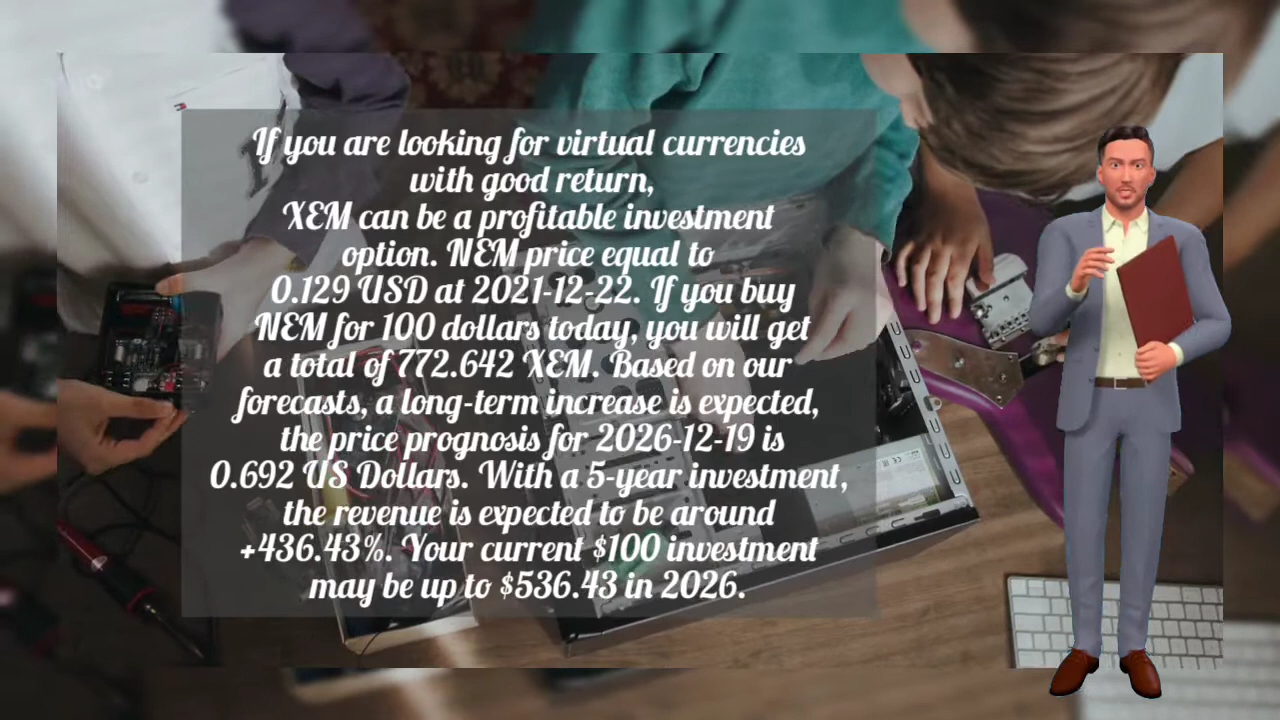 If you are looking for virtual currencies
with good return,
XEM can be a profitable investment
option. NEM price equal to
0.129 USD at 2021-12-22. If you buy
NEM for 100 dollars today, you will get
a total of 772.642 XEM. Based on our
forecasts, a long-term increase is expected,
the price prognosis for 2026-12-19 is
0.692 US Dollars. With a 5-year investment,
the revenue is expected to be around
+436.43%. Your current $100 investment
may be up to $536.43 in 2026.